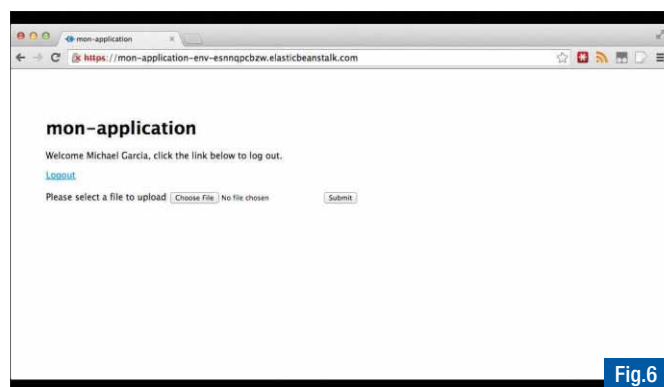 mon-application
https://mon-application-env-esnnqpcbzw.elasticbeanstalk.com
mon-application
Welcome Michael Garcia, click the link below to log out.
Logout
Please select a file to upload Choose File No file chosen Submit
Fig.6